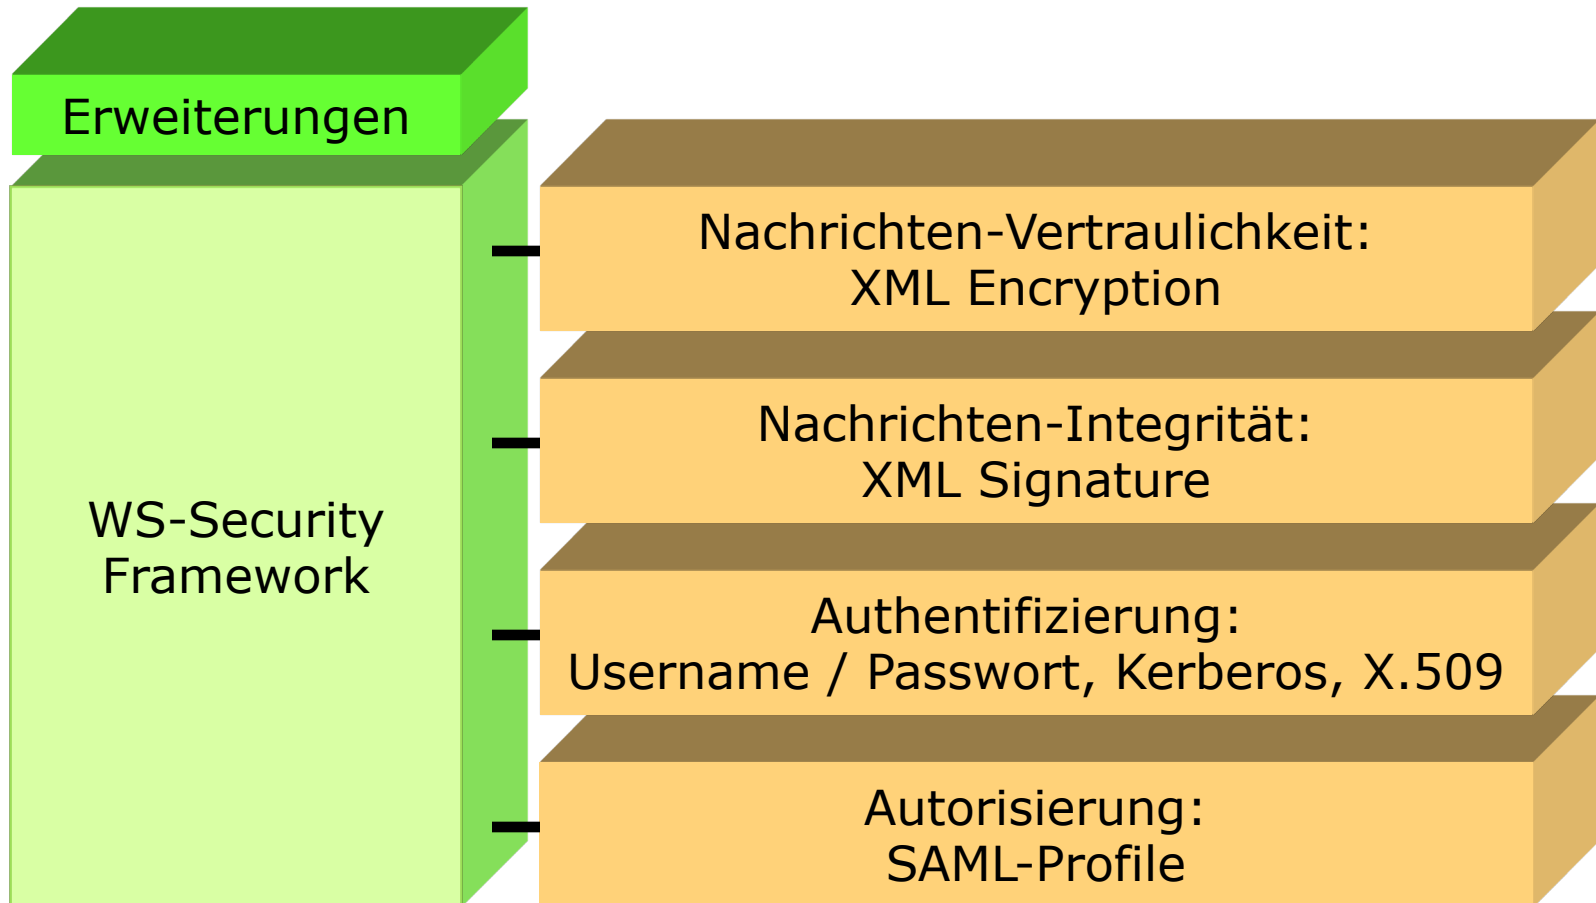 Erweiterungen
WS-Security
Framework
Nachrichten-Vertraulichkeit:
XML Encryption
Nachrichten-Integrität:
XML Signature
Authentifizierung:
Username / Passwort, Kerberos, X.509
Autorisierung:
SAML-Profile